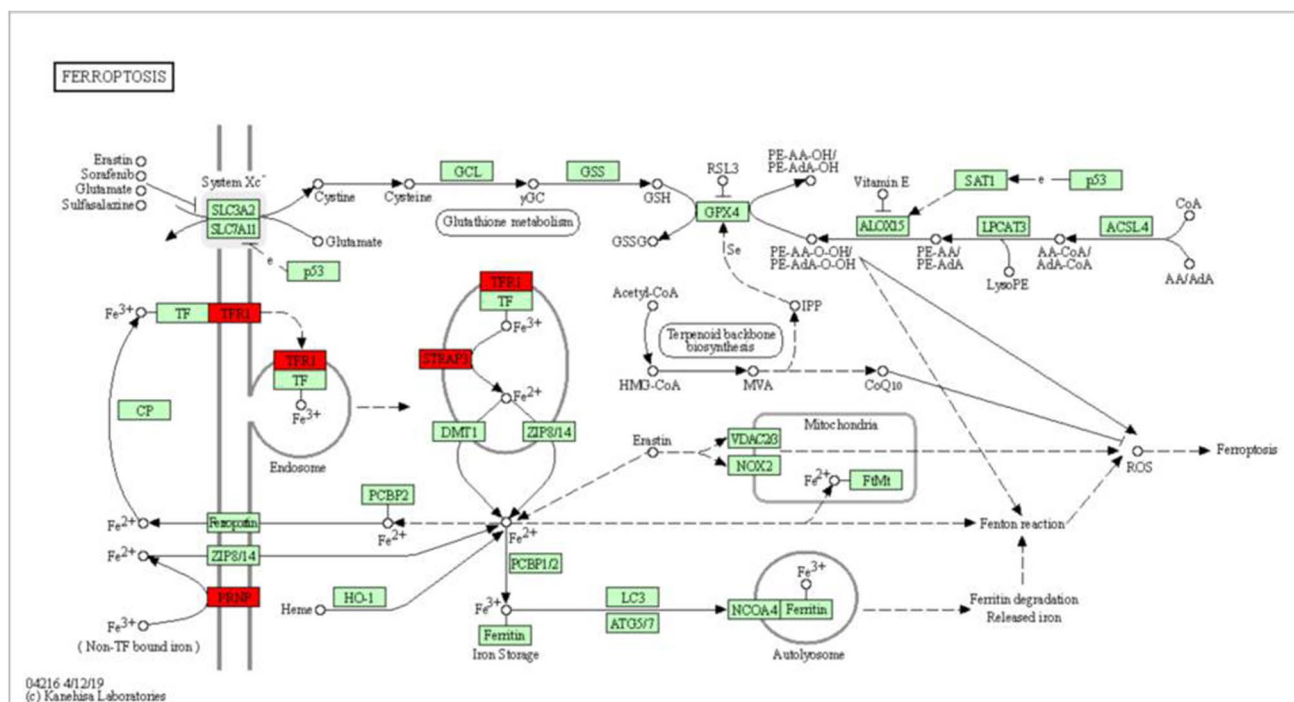 FERROPTOSIS
Erastin
Sorafenib
Glutamate
Sulfasalazine
System Xc⁻
SLC3A2
SLC7A11
Cystine
Cysteine
GCL
γGC
GSS
GSH
Glutathione metabolism
Glutamate
e
p53
RSL3
GPX4
GSSG
Se
PE-AA-OH/
PE-AdA-OH
Vitamin E
ALOX15
SAT1
e
p53
PE-AA-O-OH/
PE-AdA-O-OH
PE-AA/
PE-AdA
LPCAT3
LysoPE
AA-CoA/
AdA-CoA
ACSL4
CoA
AA/AdA
Fe3+
TF
TFR1
TFR1
TF
Fe3+
Endosome
TFR1
TF
Fe3+
STEAP3
Fe2+
DMT1
ZIP8/14
Acetyl-CoA
Terpenoid backbone
biosynthesis
HMG-CoA
MVA
IPP
CoQ10
CP
Erastin
VDAC2/3
NOX2
Mitochondria
Fe2+
FtMt
ROS
Ferroptosis
Fe2+
Ferroportin
PCBP2
Fe2+
Fe2+
Fenton reaction
Fe2+
ZIP8/14
PRNP
Fe3+
( Non-TF bound iron )
Heme
HO-1
PCBP1/2
Fe3+
Ferritin
Iron Storage
LC3
ATG5/7
Fe3+
NCOA4
Ferritin
Autolyosome
Ferritin degradation
Released iron
04216 4/12/19
(c) Kanehisa Laboratories